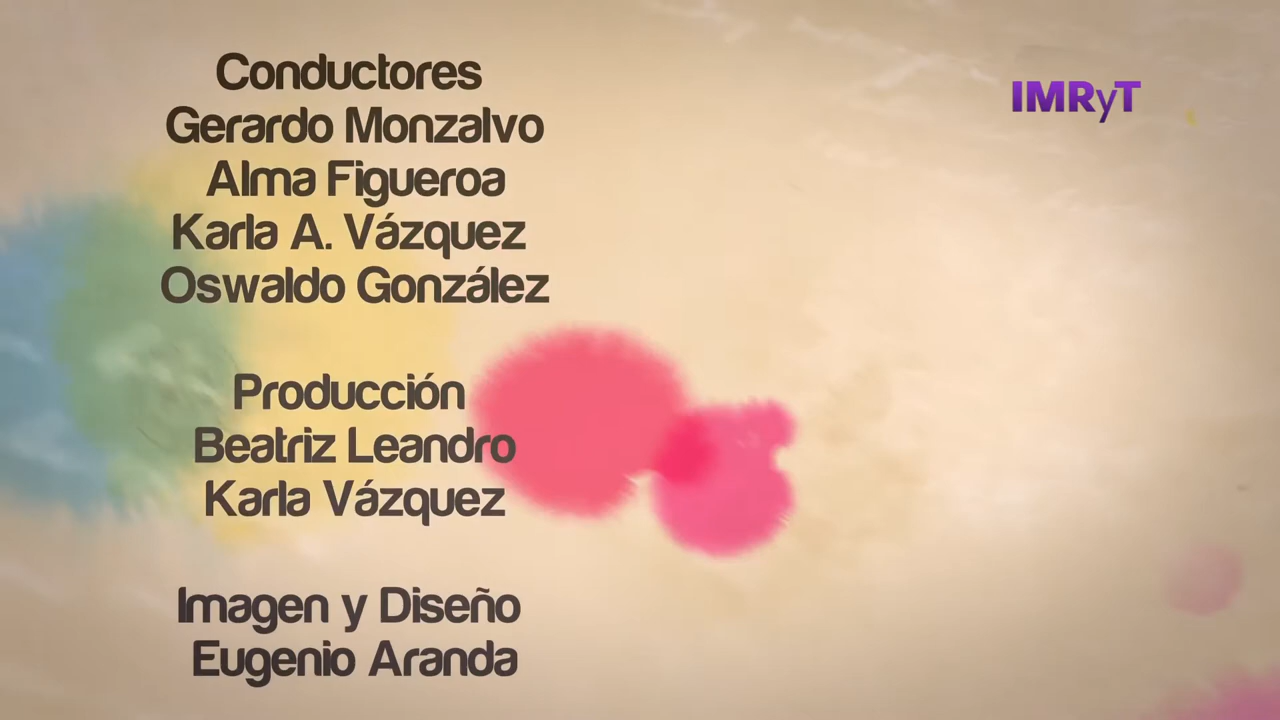 Conductores
Gerardo Monzalvo
Alma Figueroa
Karla A. Vázquez
Oswaldo González
Producción
Beatriz Leandro
Karla Vázquez
Imagen y Diseño
Eugenio Aranda
IMRyT